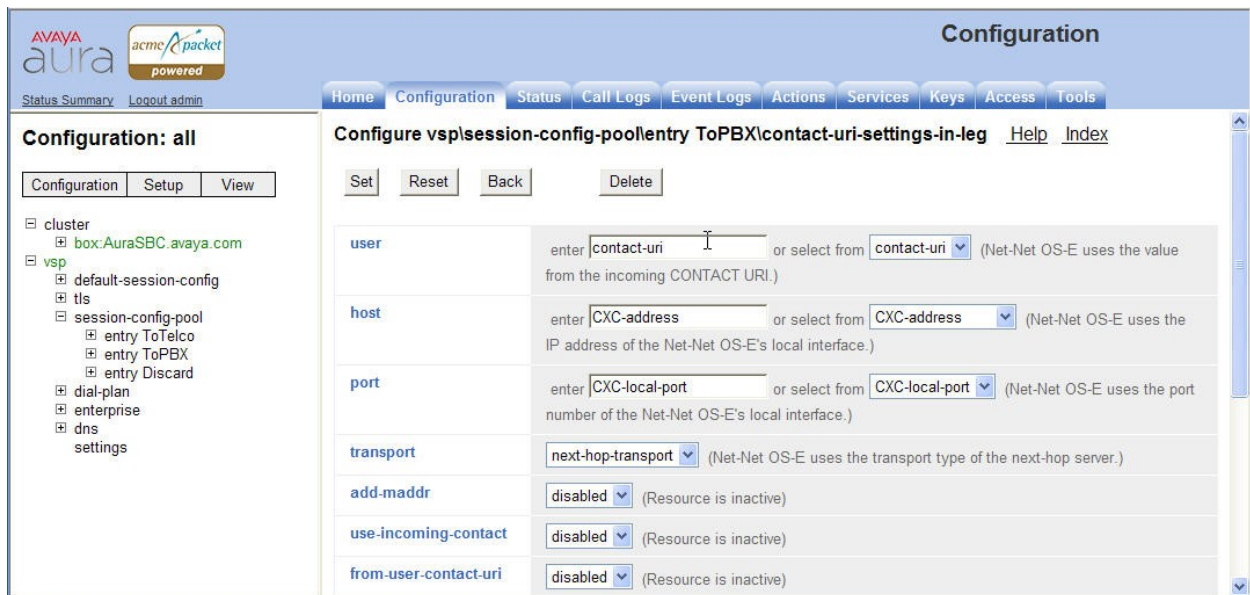 AVAYA
aura
acme packet
powered
Configuration
Status Summary Logout admin
Home Configuration Status Call Logs Event Logs Actions Services Keys Access Tools
Configuration: all
Configuration Setup View
cluster
box:AuraSBC.avaya.com
vsp
default-session-config
tls
session-config-pool
entry ToTelco
entry ToPBX
entry Discard
dial-plan
enterprise
dns
settings
Configure vsp\session-config-pool\entry ToPBX\contact-uri-settings-in-leg Help Index
Set Reset Back Delete
user enter contact-uri or select from contact-uri (Net-Net OS-E uses the value
from the incoming CONTACT URI.)
host enter CXC-address or select from CXC-address (Net-Net OS-E uses the
IP address of the Net-Net OS-E's local interface.)
port enter CXC-local-port or select from CXC-local-port (Net-Net OS-E uses the port
number of the Net-Net OS-E's local interface.)
transport next-hop-transport (Net-Net OS-E uses the transport type of the next-hop server.)
add-maddr disabled (Resource is inactive)
use-incoming-contact disabled (Resource is inactive)
from-user-contact-uri disabled (Resource is inactive)